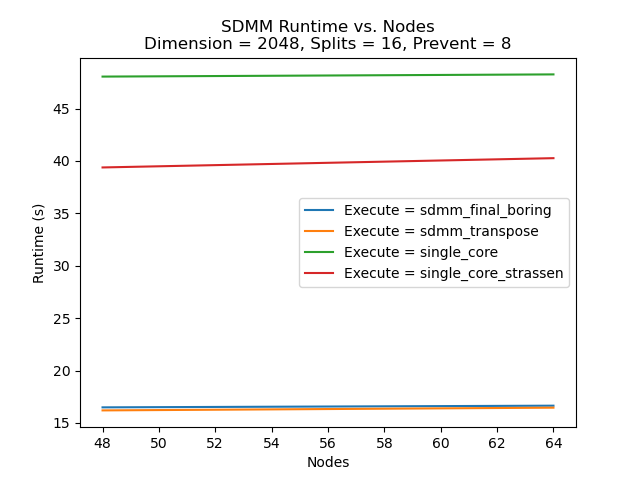 SDMM Runtime vs. Nodes
Dimension = 2048, Splits = 16, Prevent = 8
Runtime (s)
45
40
35
30
25
20
15
Execute = sdmm_final_boring
Execute = sdmm_transpose
Execute = single_core
Execute = single_core_strassen
48 50 52 54 56 58 60 62 64
Nodes